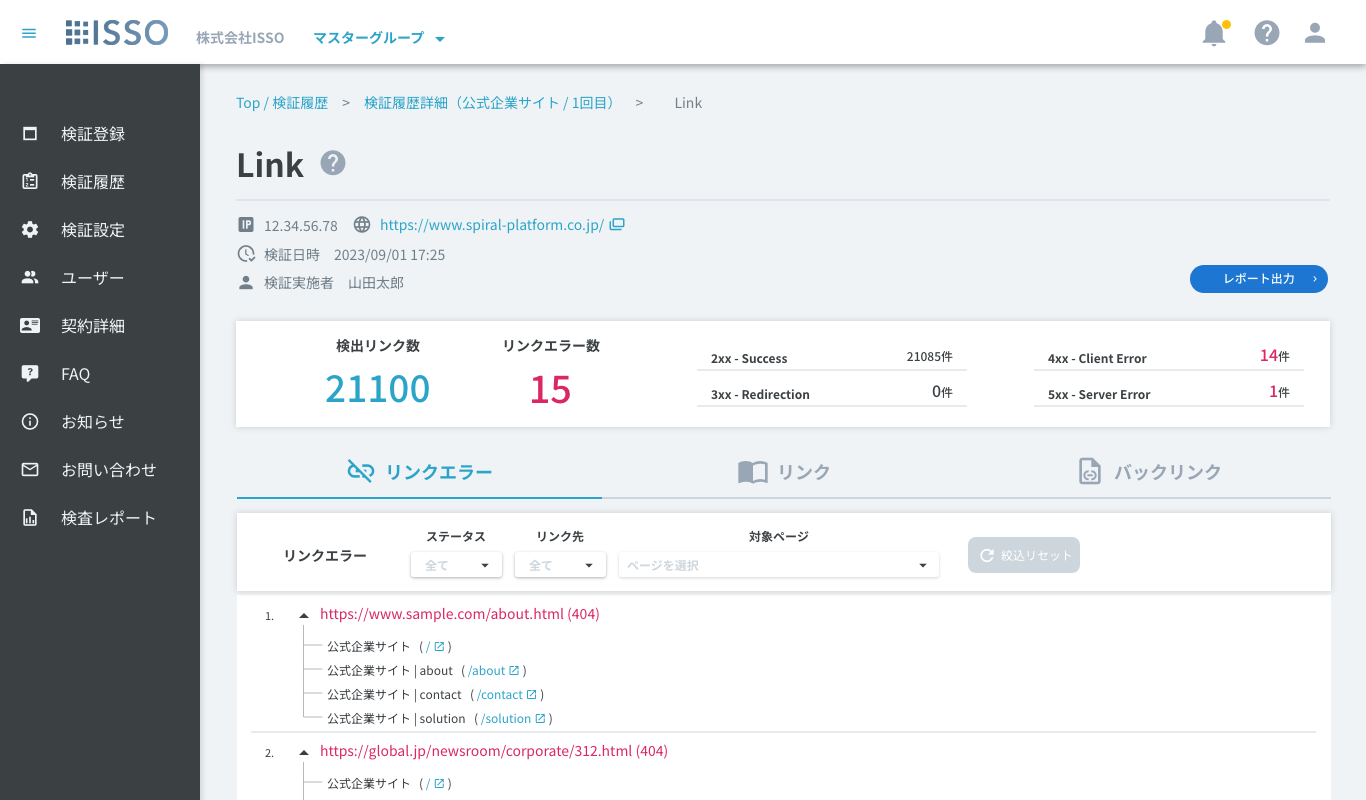 ISSO 株式会社ISSO マスターグループ
Top / 検証履歴 > 検証履歴詳細（公式企業サイト / 1回目） > Link
検証登録
検証履歴
検証設定
ユーザー
契約詳細
FAQ
お知らせ
お問い合わせ
検査レポート
Link ?
IP 12.34.56.78 https://www.spiral-platform.co.jp/
検証日時 2023/09/01 17:25
検証実施者 山田太郎
レポート出力 ›
検出リンク数
21100
リンクエラー数
15
2xx - Success 21085件
3xx - Redirection 0件
4xx - Client Error 14件
5xx - Server Error 1件
リンクエラー リンク バックリンク
リンクエラー
ステータス
全て
リンク先
全て
対象ページ
ページを選択
絞込リセット
1. https://www.sample.com/about.html (404)
公式企業サイト ( / )
公式企業サイト | about ( /about )
公式企業サイト | contact ( /contact )
公式企業サイト | solution ( /solution )
2. https://global.jp/newsroom/corporate/312.html (404)
公式企業サイト ( / )